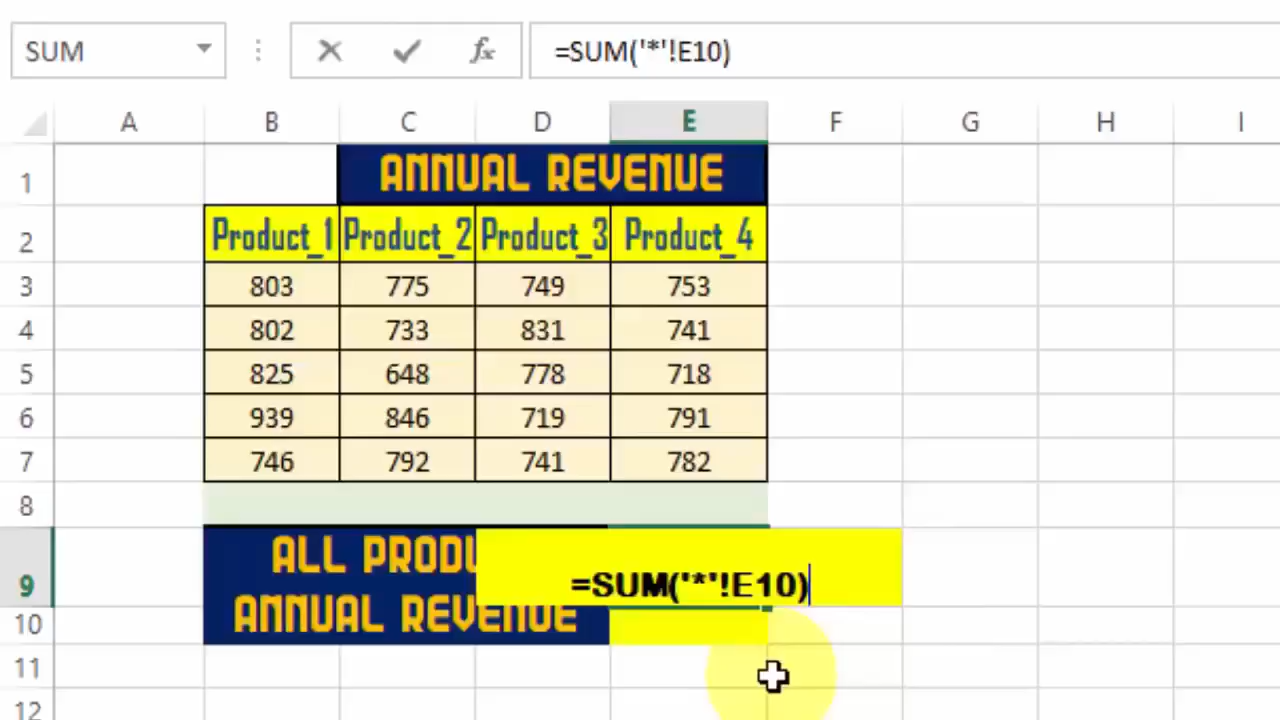 SUM
fx
=SUM('*'!E10)
A B C D E F G H I
1 ANNUAL REVENUE
2 Product_1 Product_2 Product_3 Product_4
3 803 775 749 753
4 802 733 831 741
5 825 648 778 718
6 939 846 719 791
7 746 792 741 782
8
9 ALL PRODU =SUM('*'!E10)
10 ANNUAL REVENUE
11
12